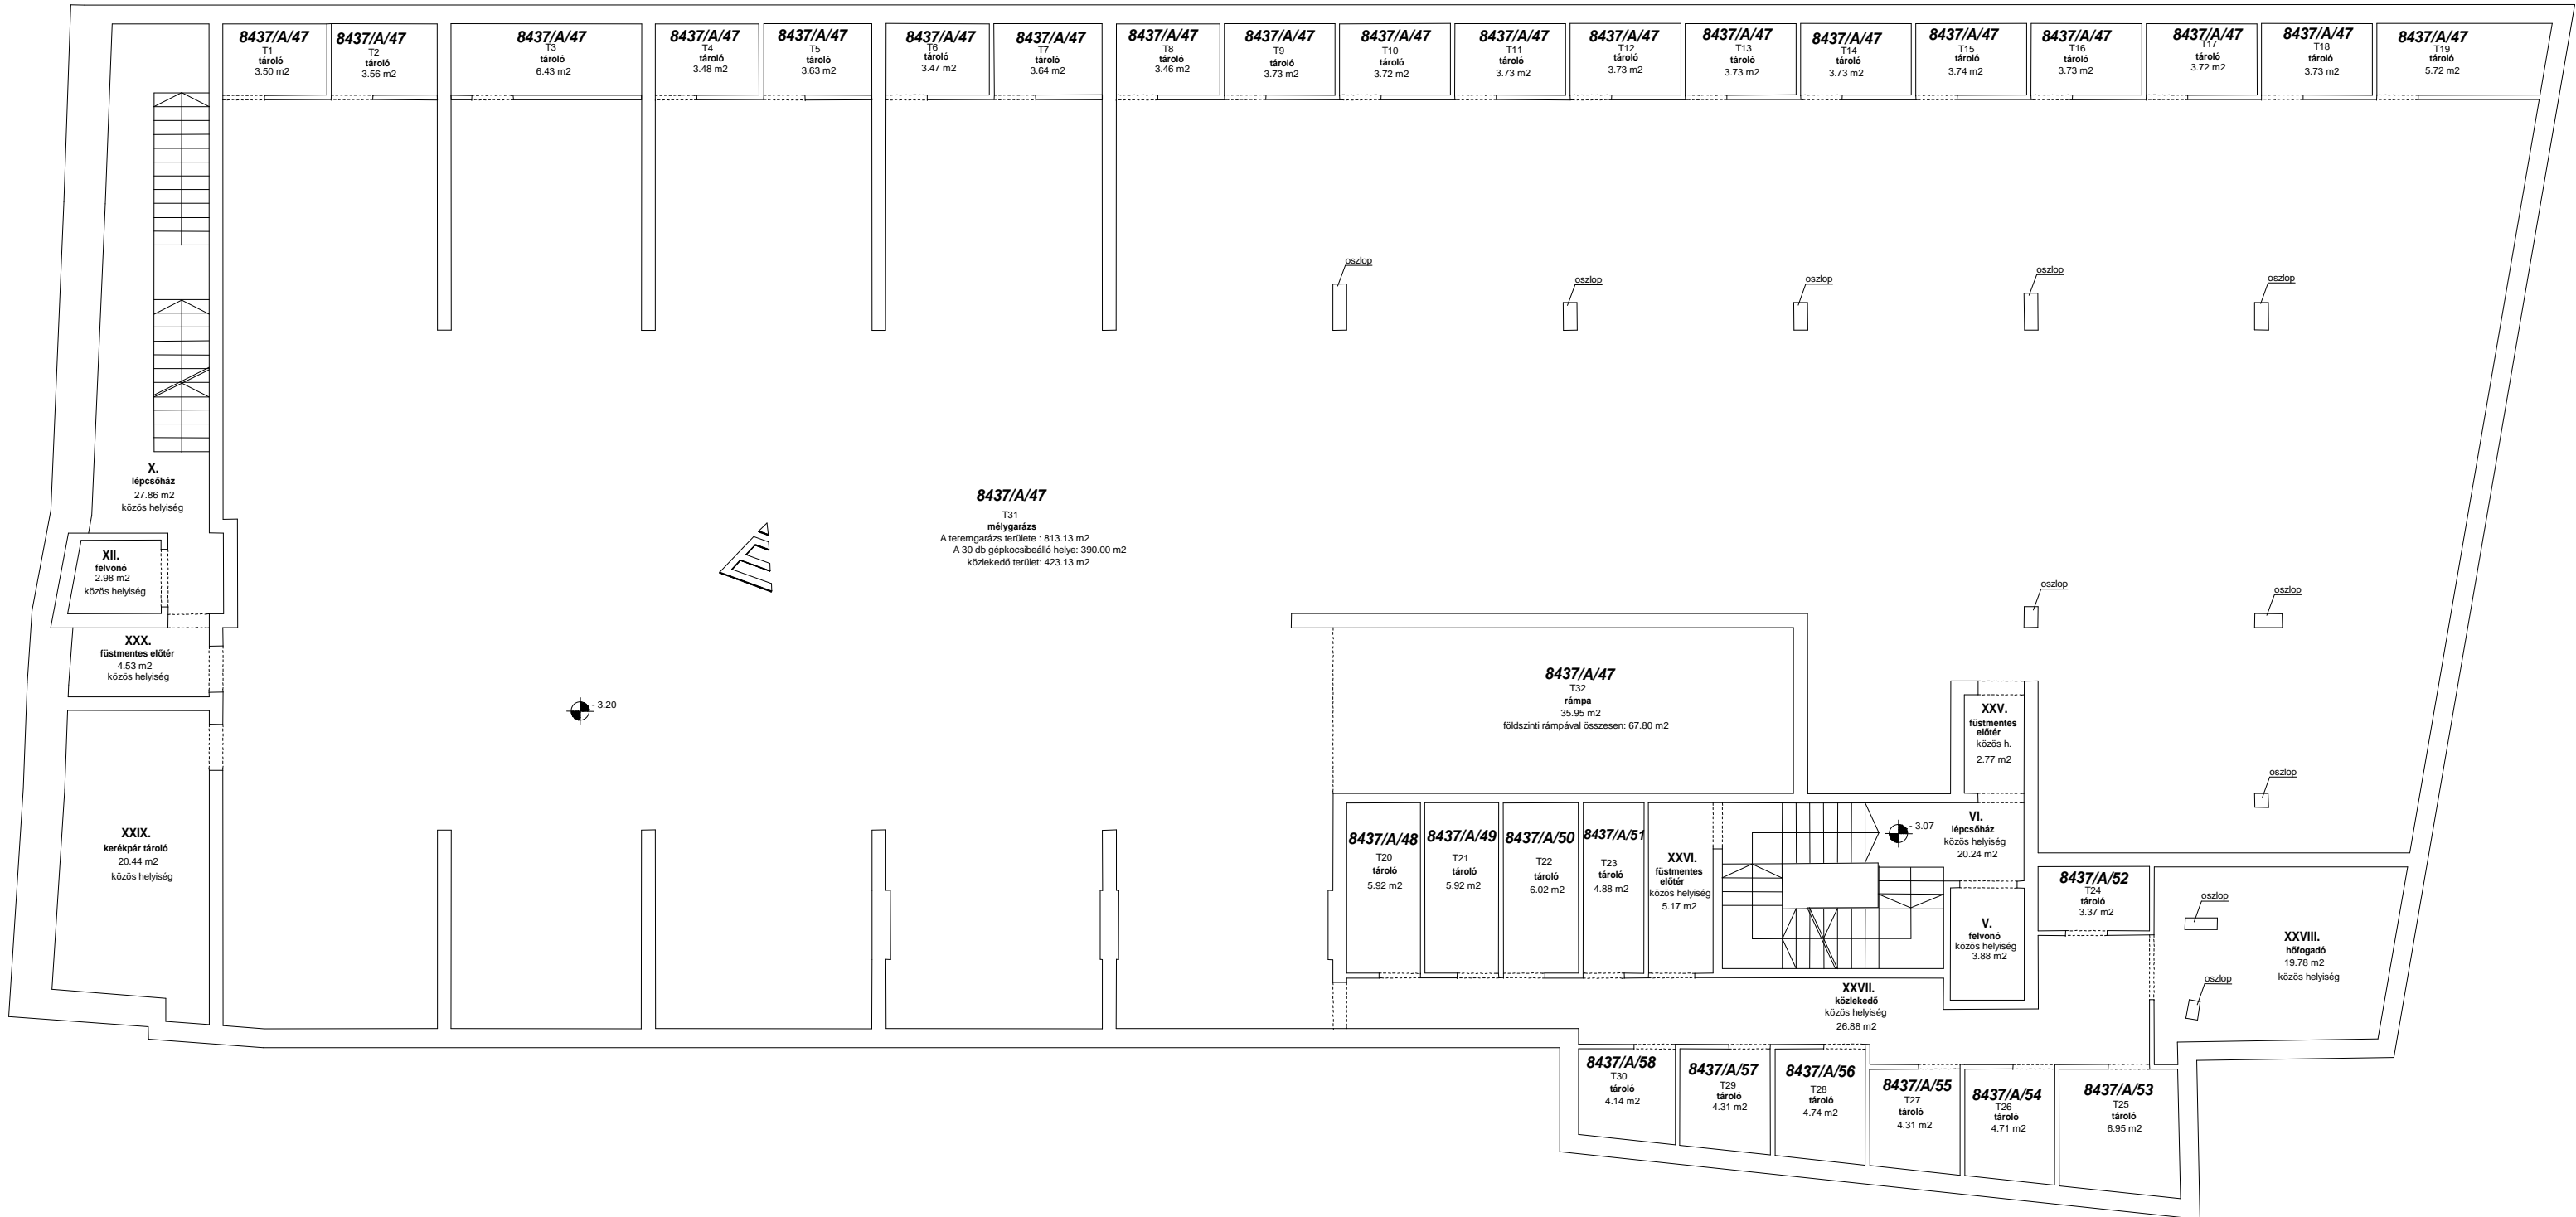 8437/A/47
T1
tároló
3.50 m2
8437/A/47
T2
tároló
3.56 m2
8437/A/47
T3
tároló
6.43 m2
8437/A/47
T4
tároló
3.48 m2
8437/A/47
T5
tároló
3.63 m2
8437/A/47
T6
tároló
3.47 m2
8437/A/47
T7
tároló
3.64 m2
8437/A/47
T8
tároló
3.46 m2
8437/A/47
T9
tároló
3.73 m2
8437/A/47
T10
tároló
3.72 m2
8437/A/47
T11
tároló
3.73 m2
8437/A/47
T12
tároló
3.73 m2
8437/A/47
T13
tároló
3.73 m2
8437/A/47
T14
tároló
3.73 m2
8437/A/47
T15
tároló
3.74 m2
8437/A/47
T16
tároló
3.73 m2
8437/A/47
T17
tároló
3.72 m2
8437/A/47
T18
tároló
3.73 m2
8437/A/47
T19
tároló
5.72 m2
oszlop
oszlop
oszlop
oszlop
oszlop
X.
lépcsőház
27.86 m2
közös helyiség
8437/A/47
T31
mélygarázs
A teremgarázs területe : 813.13 m2
A 30 db gépkocsibeálló helye: 390.00 m2
közlekedő terület: 423.13 m2
XII.
felvonó
2.98 m2
közös helyiség
oszlop
oszlop
XXX.
füstmentes előtér
4.53 m2
közös helyiség
- 3.20
8437/A/47
T32
rámpa
35.95 m2
földszinti rámpával összesen: 67.80 m2
XXV.
füstmentes
előtér
közös h.
2.77 m2
oszlop
XXIX.
kerékpár tároló
20.44 m2
közös helyiség
8437/A/48
T20
tároló
5.92 m2
8437/A/49
T21
tároló
5.92 m2
8437/A/50
T22
tároló
6.02 m2
8437/A/51
T23
tároló
4.88 m2
XXVI.
füstmentes
előtér
közös helyiség
5.17 m2
- 3.07
VI.
lépcsőház
közös helyiség
20.24 m2
8437/A/52
T24
tároló
3.37 m2
V.
felvonó
közös helyiség
3.88 m2
oszlop
XXVIII.
hőfogadó
19.78 m2
közös helyiség
oszlop
XXVII.
közlekedő
közös helyiség
26.88 m2
8437/A/58
T30
tároló
4.14 m2
8437/A/57
T29
tároló
4.31 m2
8437/A/56
T28
tároló
4.74 m2
8437/A/55
T27
tároló
4.31 m2
8437/A/54
T26
tároló
4.71 m2
8437/A/53
T25
tároló
6.95 m2